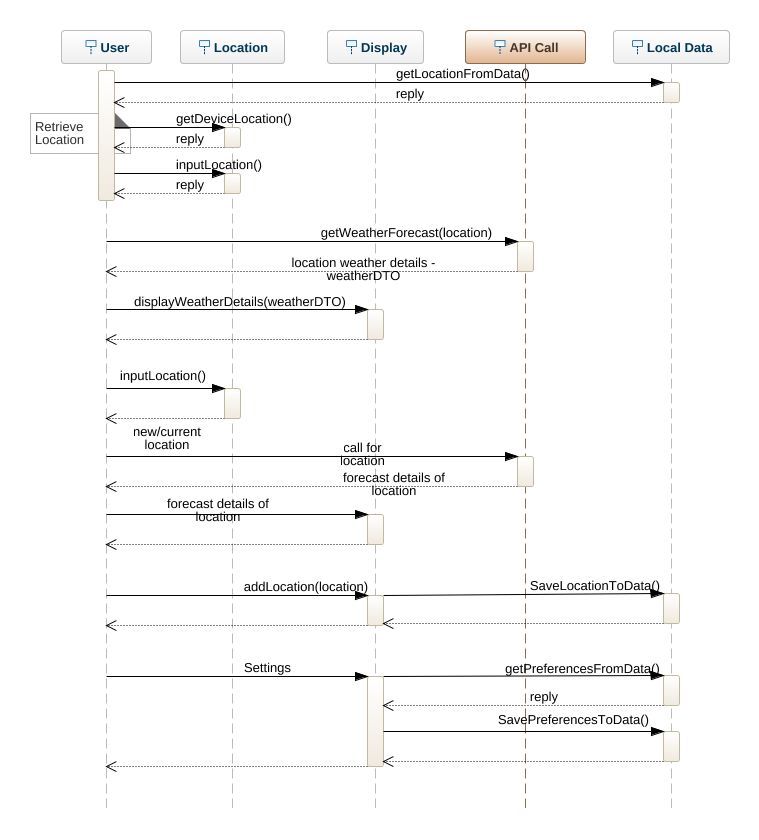 User
Location
Display
API Call
Local Data
getLocationFromData()
reply
Retrieve
Location
getDeviceLocation()
reply
inputLocation()
reply
getWeatherForecast(location)
location weather details -
weatherDTO
displayWeatherDetails(weatherDTO)
inputLocation()
new/current
location
call for
location
forecast details of
location
forecast details of
location
addLocation(location)
SaveLocationToData()
Settings
getPreferencesFromData()
reply
SavePreferencesToData()